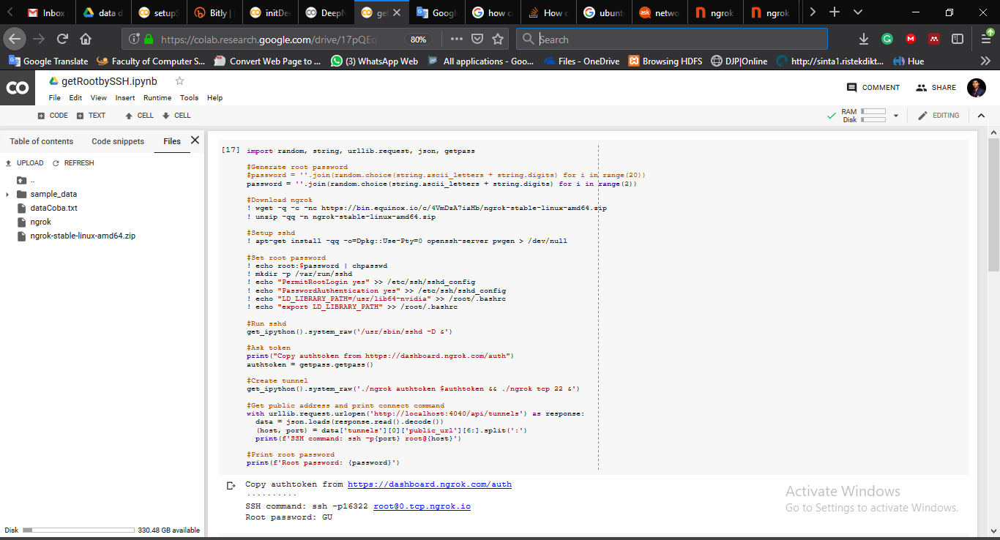 Inbox
data d
setupS
Bitly |
initDe
DeepN
get
Google
how c
How c
ubunt
ask netwo
ngrok
ngrok
https://colab.research.google.com/drive/17pQEq
80%
Search
Google Translate
Faculty of Computer S...
Convert Web Page to ...
(3) WhatsApp Web
All applications - Goo...
Files - OneDrive
Browsing HDFS
DJP|Online
http://sinta1.ristekdikt...
Hue
CO
getRootbySSH.ipynb
COMMENT
SHARE
File Edit View Insert Runtime Tools Help
CODE TEXT CELL CELL
RAM
Disk
EDITING
Table of contents Code snippets Files
UPLOAD REFRESH
..
sample_data
dataCoba.txt
ngrok
ngrok-stable-linux-amd64.zip
Disk 330.48 GB available
[17] import random, string, urllib.request, json, getpass
#Generate root password
#password = ''.join(random.choice(string.ascii_letters + string.digits) for i in range(20))
password = ''.join(random.choice(string.ascii_letters + string.digits) for i in range(2))
#Download ngrok
! wget -q -c -nc https://bin.equinox.io/c/4VmDzA7iaHb/ngrok-stable-linux-amd64.zip
! unzip -qq -n ngrok-stable-linux-amd64.zip
#Setup sshd
! apt-get install -qq -o=Dpkg::Use-Pty=0 openssh-server pwgen > /dev/null
#Set root password
! echo root:$password | chpasswd
! mkdir -p /var/run/sshd
! echo "PermitRootLogin yes" >> /etc/ssh/sshd_config
! echo "PasswordAuthentication yes" >> /etc/ssh/sshd_config
! echo "LD_LIBRARY_PATH=/usr/lib64-nvidia" >> /root/.bashrc
! echo "export LD_LIBRARY_PATH" >> /root/.bashrc
#Run sshd
get_ipython().system_raw('/usr/sbin/sshd -D &')
#Ask token
print("Copy authtoken from https://dashboard.ngrok.com/auth")
authtoken = getpass.getpass()
#Create tunnel
get_ipython().system_raw('./ngrok authtoken $authtoken && ./ngrok tcp 22 &')
#Get public address and print connect command
with urllib.request.urlopen('http://localhost:4040/api/tunnels') as response:
data = json.loads(response.read().decode())
(host, port) = data['tunnels'][0]['public_url'][6:].split(':')
print(f'SSH command: ssh -p{port} root@{host}')
#Print root password
print(f'Root password: {password}')
Copy authtoken from https://dashboard.ngrok.com/auth
··········
SSH command: ssh -p16322 root@0.tcp.ngrok.io
Root password: GU
Activate Windows
Go to Settings to activate Windows.